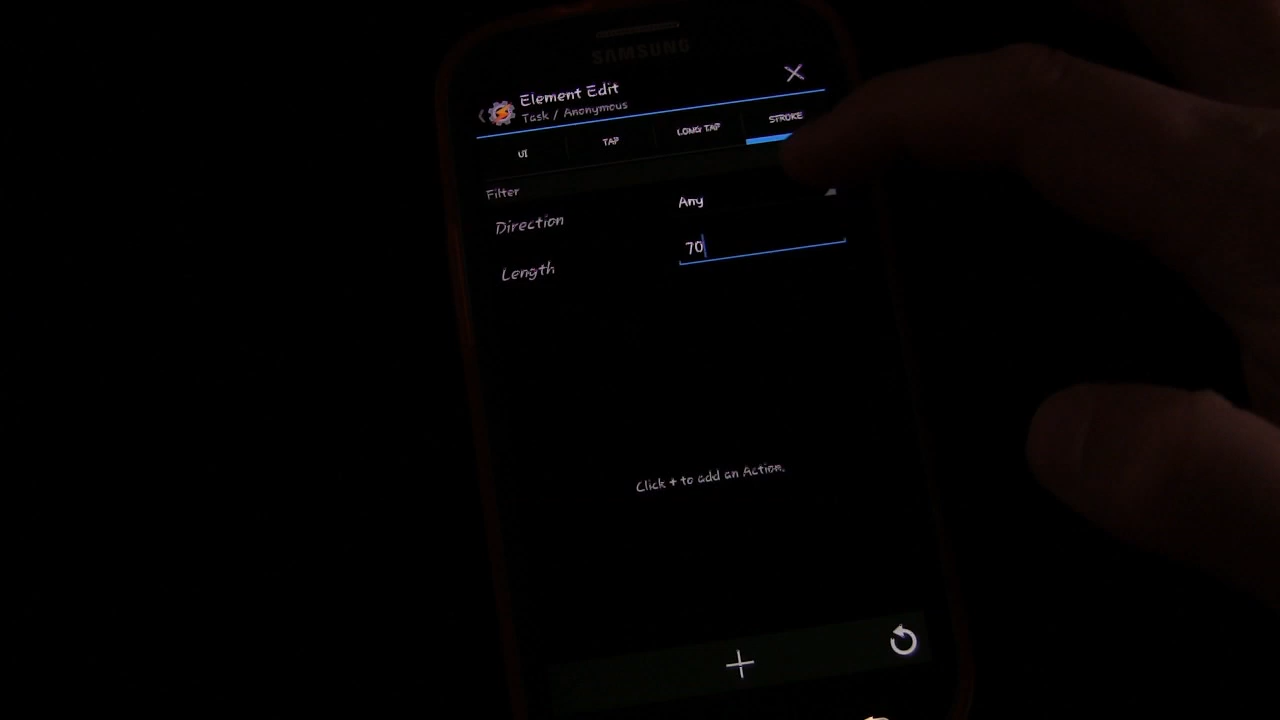 SAMSUNG
Element Edit
Task / Anonymous
UI TAP LONG TAP STROKE
Filter
Direction Any
Length 70
Click + to add an Action.